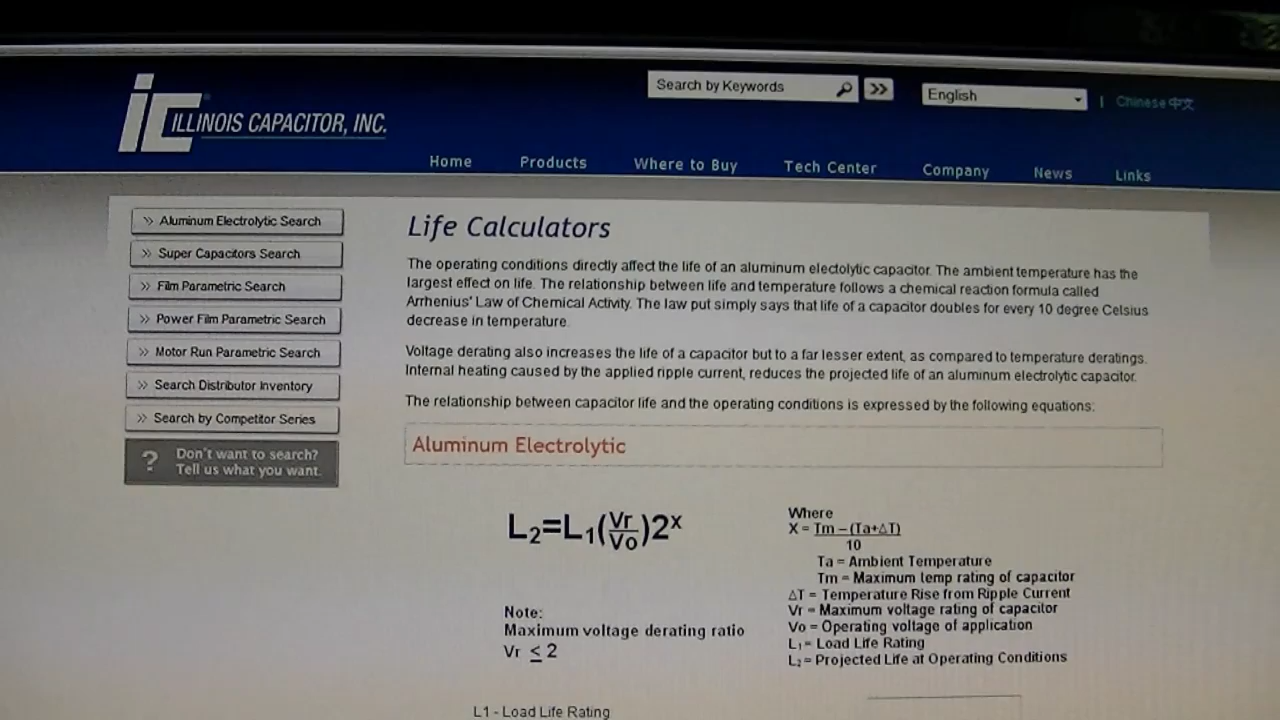 Search by Keywords
English
| Chinese 中文
iC ILLINOIS CAPACITOR, INC.
Home Products Where to Buy Tech Center Company News Links
Aluminum Electrolytic Search
Super Capacitors Search
Film Parametric Search
Power Film Parametric Search
Motor Run Parametric Search
Search Distributor Inventory
Search by Competitor Series
? Don't want to search?
Tell us what you want.
Life Calculators
The operating conditions directly affect the life of an aluminum electolytic capacitor. The ambient temperature has the
largest effect on life. The relationship between life and temperature follows a chemical reaction formula called
Arrhenius' Law of Chemical Activity. The law put simply says that life of a capacitor doubles for every 10 degree Celsius
decrease in temperature.
Voltage derating also increases the life of a capacitor but to a far lesser extent, as compared to temperature deratings.
Internal heating caused by the applied ripple current, reduces the projected life of an aluminum electrolytic capacitor.
The relationship between capacitor life and the operating conditions is expressed by the following equations:
Aluminum Electrolytic
L₂=L₁(Vr/Vo)2ˣ
Note:
Maximum voltage derating ratio
Vr ≤ 2
Where
X = Tm – (Ta+ΔT)
10
Ta = Ambient Temperature
Tm = Maximum temp rating of capacitor
ΔT = Temperature Rise from Ripple Current
Vr = Maximum voltage rating of capacitor
Vo = Operating voltage of application
L₁ = Load Life Rating
L₂ = Projected Life at Operating Conditions
L1 - Load Life Rating